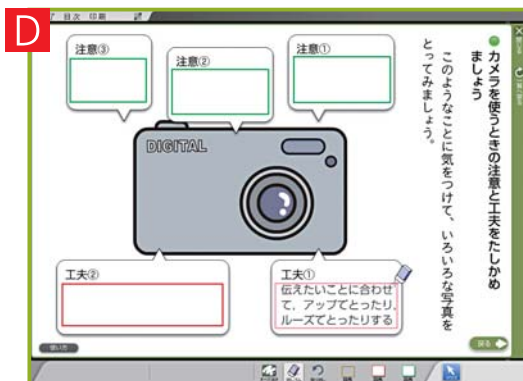 D
目次 印刷
カメラを使うときの注意と工夫をたしかめ
ましょう
このようなことに気をつけて、いろいろな写真を
とってみましょう。
注意①
注意②
注意③
DIGITAL
工夫①
伝えたいことに合わせ
て、アップでとったり、
ルーズでとったりする
工夫②
戻る
使い方